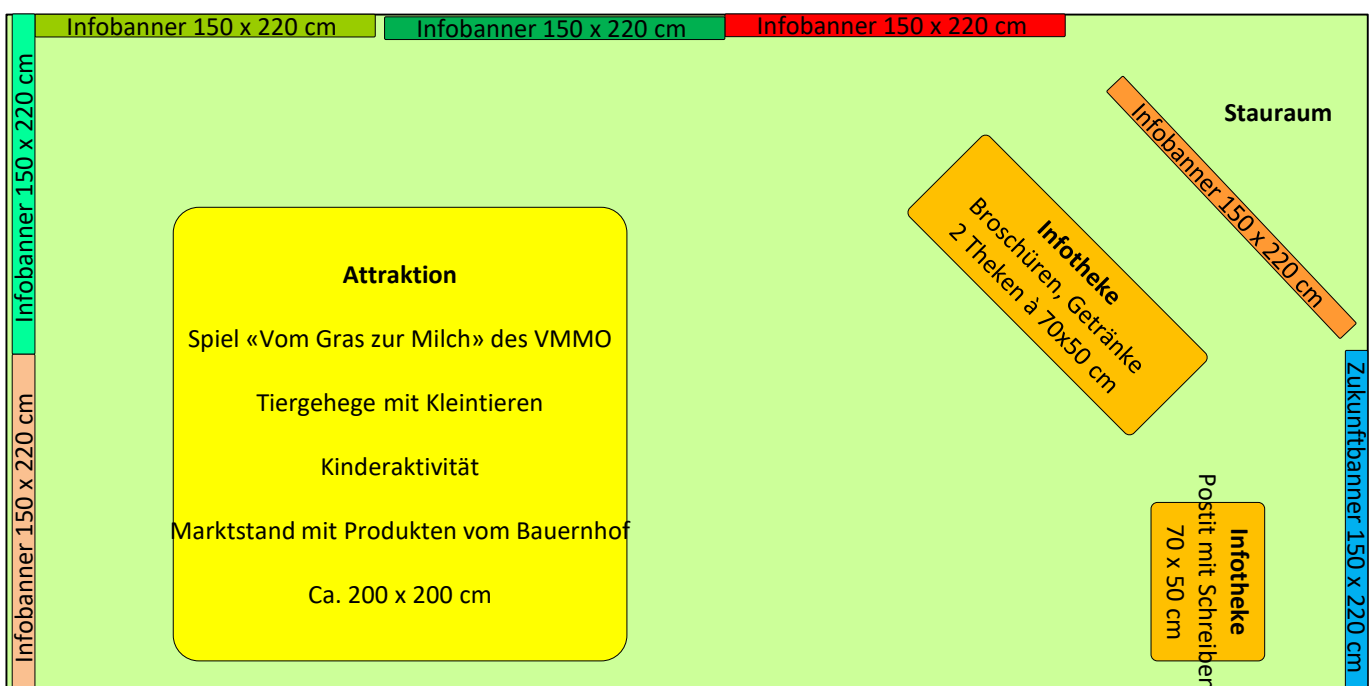 Infobanner 150 x 220 cm
Infobanner 150 x 220 cm
Infobanner 150 x 220 cm
Infobanner 150 x 220 cm
Infobanner 150 x 220 cm
Stauraum
Infobanner 150 x 220 cm
Infotheke
Broschüren, Getränke
2 Theken à 70x50 cm
Attraktion
Spiel «Vom Gras zur Milch» des VMMO
Tiergehege mit Kleintieren
Kinderaktivität
Marktstand mit Produkten vom Bauernhof
Ca. 200 x 200 cm
Zukunftbanner 150 x 220 cm
Infotheke
Postit mit Schreiber
70 x 50 cm